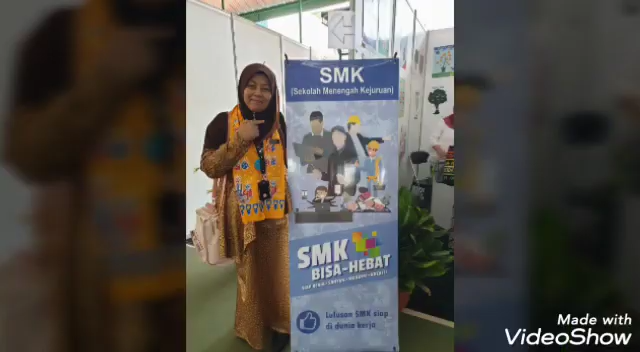 SMK
(Sekolah Menengah Kejuruan)
SMK
BISA-HEBAT
Lulusan SMK siap
di dunia kerja
Made with
VideoShow